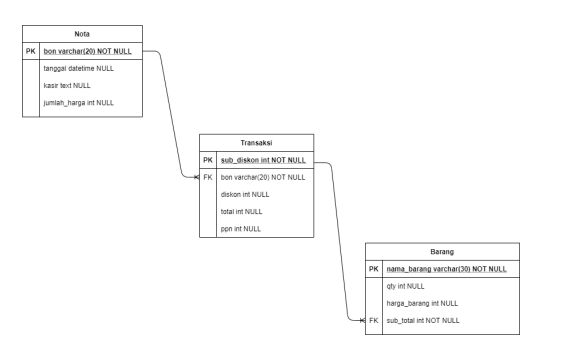 Nota
PK bon varchar(20) NOT NULL
tanggal datetime NULL
kasir text NULL
jumlah_harga int NULL
Transaksi
PK sub_diskon int NOT NULL
FK bon varchar(20) NOT NULL
diskon int NULL
total int NULL
ppn int NULL
Barang
PK nama_barang varchar(30) NOT NULL
qty int NULL
harga_barang int NULL
FK sub_total int NOT NULL